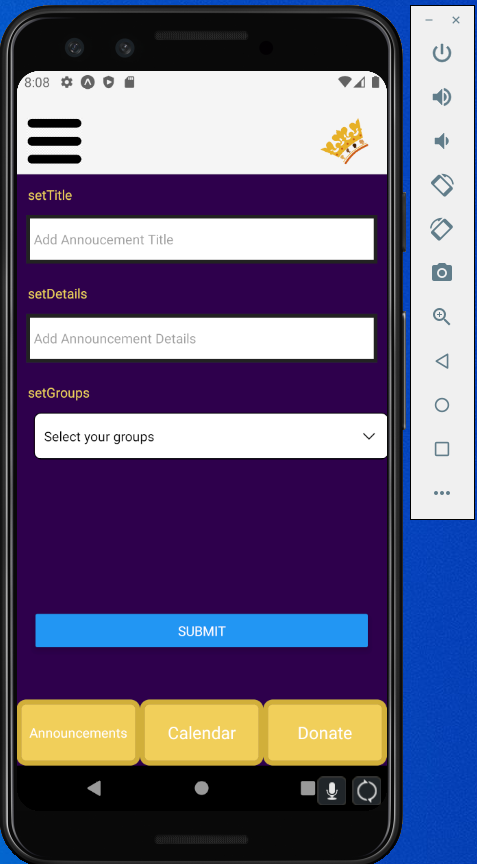 8:08
setTitle
Add Annoucement Title
setDetails
Add Announcement Details
setGroups
Select your groups
SUBMIT
Announcements Calendar Donate